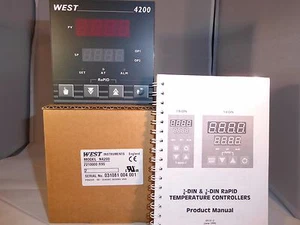 WEST 4200
PV
SP
OP1
OP2
SET AT ALM
RaPID
WEST INSTRUMENTS England
MODEL N4200
SERIAL No.
¼-DIN & ⅛-DIN RaPID
TEMPERATURE CONTROLLERS
Product Manual